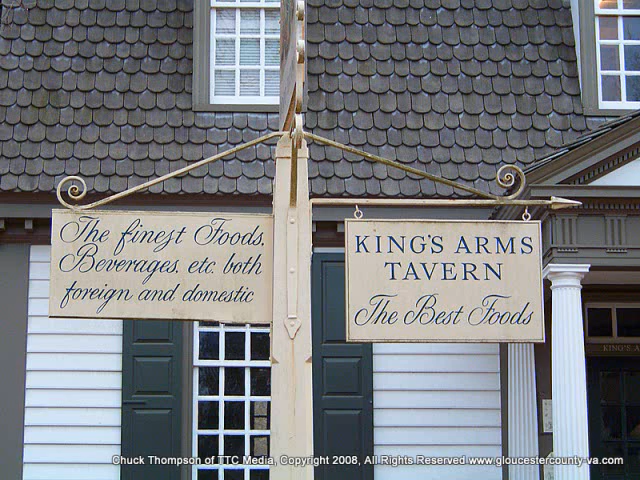 The finest Foods,
Beverages, etc. both
foreign and domestic
KING'S ARMS
TAVERN
The Best Foods
KING'S A
Chuck Thompson of TTC Media, Copyright 2008, All Rights Reserved www.gloucestercounty-va.com